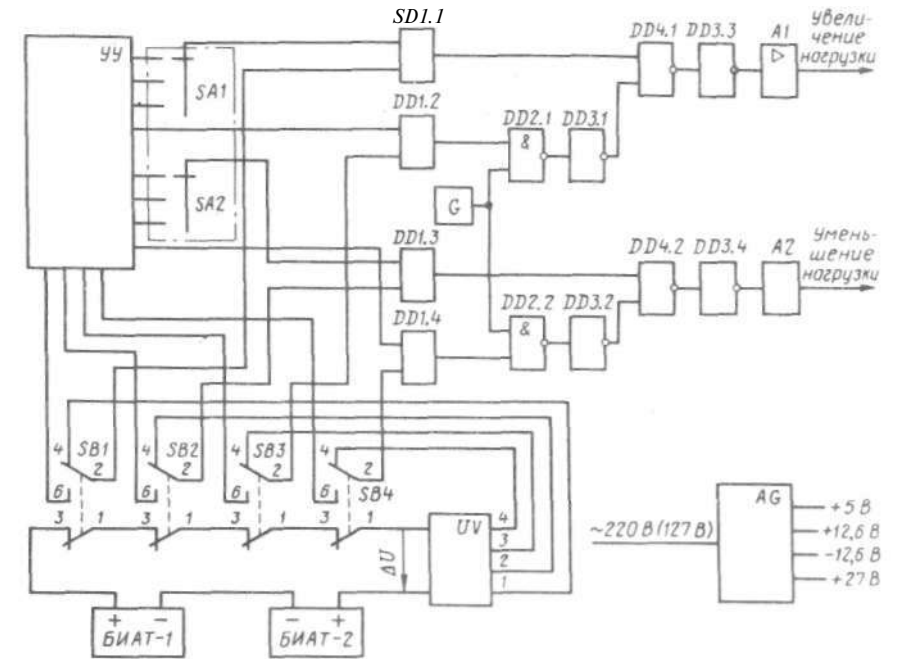 SD1.1
УУ
SA1
SA2
DD1.2
DD1.3
DD1.4
G
DD2.1
&
DD3.1
DD2.2
&
DD3.2
DD4.1
DD3.3
A1
▷
Увели-
чение
нагрузки
DD4.2
DD3.4
A2
Умень-
шение
нагрузки
4
SB1
2
6
3
1
4
SB2
2
6
3
1
4
SB3
2
6
3
1
4
2
SB4
6
3
1
ΔU
UV
4
3
2
1
+ −
БИАТ-1
− +
БИАТ-2
~220 В (127 В)
AG
+5 В
+12,6 В
-12,6 В
+27 В